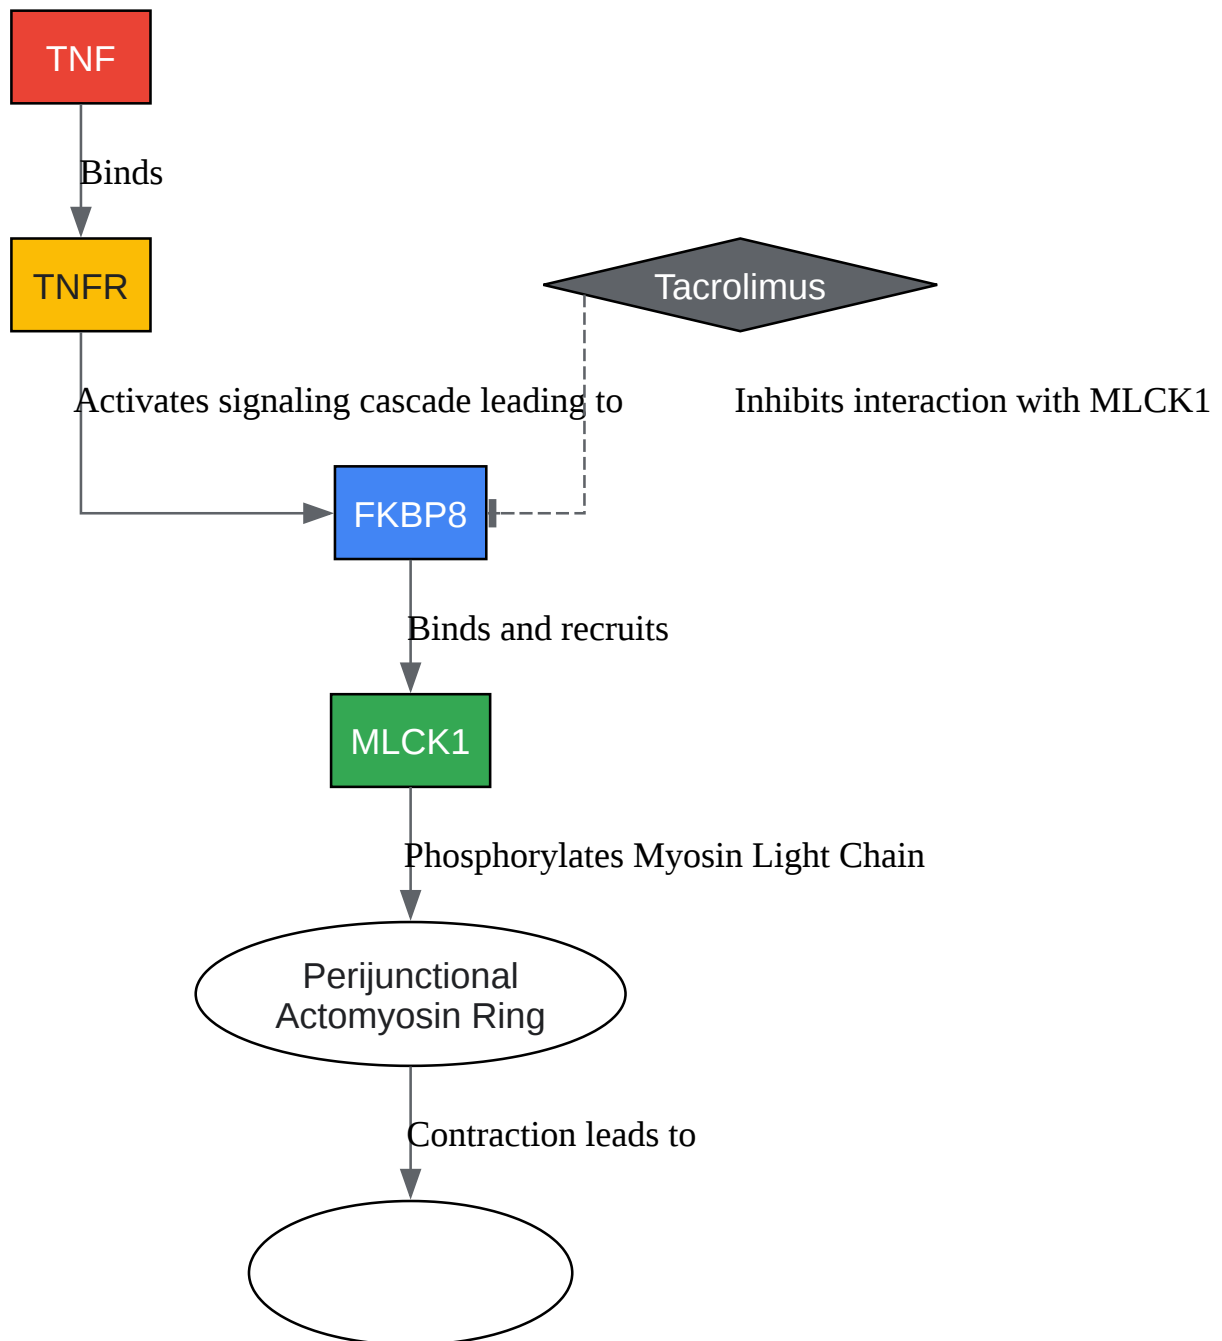 TNF
Binds
TNFR
Tacrolimus
Activates signaling cascade leading to
Inhibits interaction with MLCK1
FKBP8
Binds and recruits
MLCK1
Phosphorylates Myosin Light Chain
Perijunctional
Actomyosin Ring
Contraction leads to